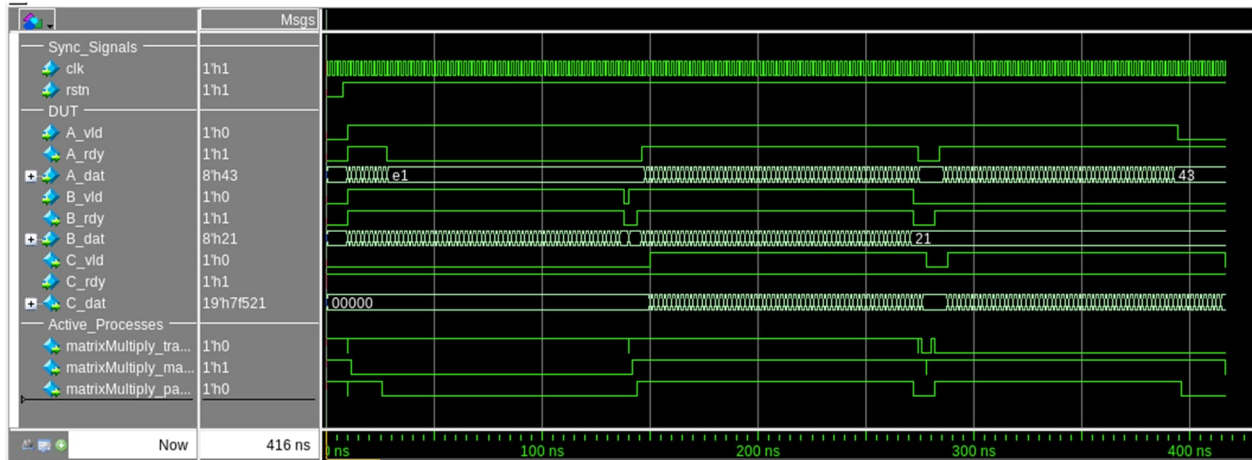 Msgs
Sync_Signals
clk 1'h1
rstn 1'h1
DUT
A_vld 1'h0
A_rdy 1'h1
A_dat 8'h43 e1 43
B_vld 1'h0
B_rdy 1'h1
B_dat 8'h21 21
C_vld 1'h0
C_rdy 1'h1
C_dat 19'h7f521 00000
Active_Processes
matrixMultiply_tra... 1'h0
matrixMultiply_ma... 1'h1
matrixMultiply_pa... 1'h0
Now 416 ns 0 ns 100 ns 200 ns 300 ns 400 ns